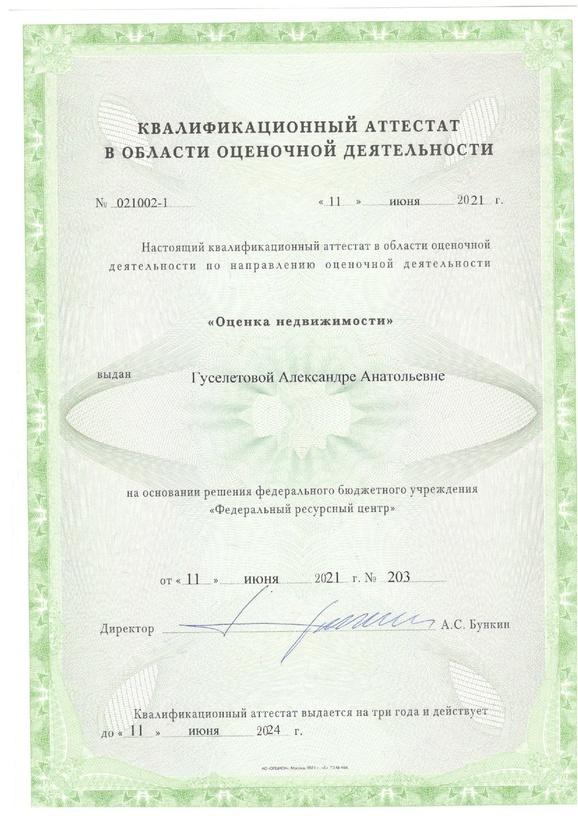 КВАЛИФИКАЦИОННЫЙ АТТЕСТАТ
В ОБЛАСТИ ОЦЕНОЧНОЙ ДЕЯТЕЛЬНОСТИ
№ 021002-1 « 11 » июня 2021 г.
Настоящий квалификационный аттестат в области оценочной
деятельности по направлению оценочной деятельности
«Оценка недвижимости»
выдан Гуселетовой Александре Анатольевне
на основании решения федерального бюджетного учреждения
«Федеральный ресурсный центр»
от « 11 » июня 2021 г. № 203
Директор А.С. Бункин
Квалификационный аттестат выдается на три года и действует
до « 11 » июня 2024 г.